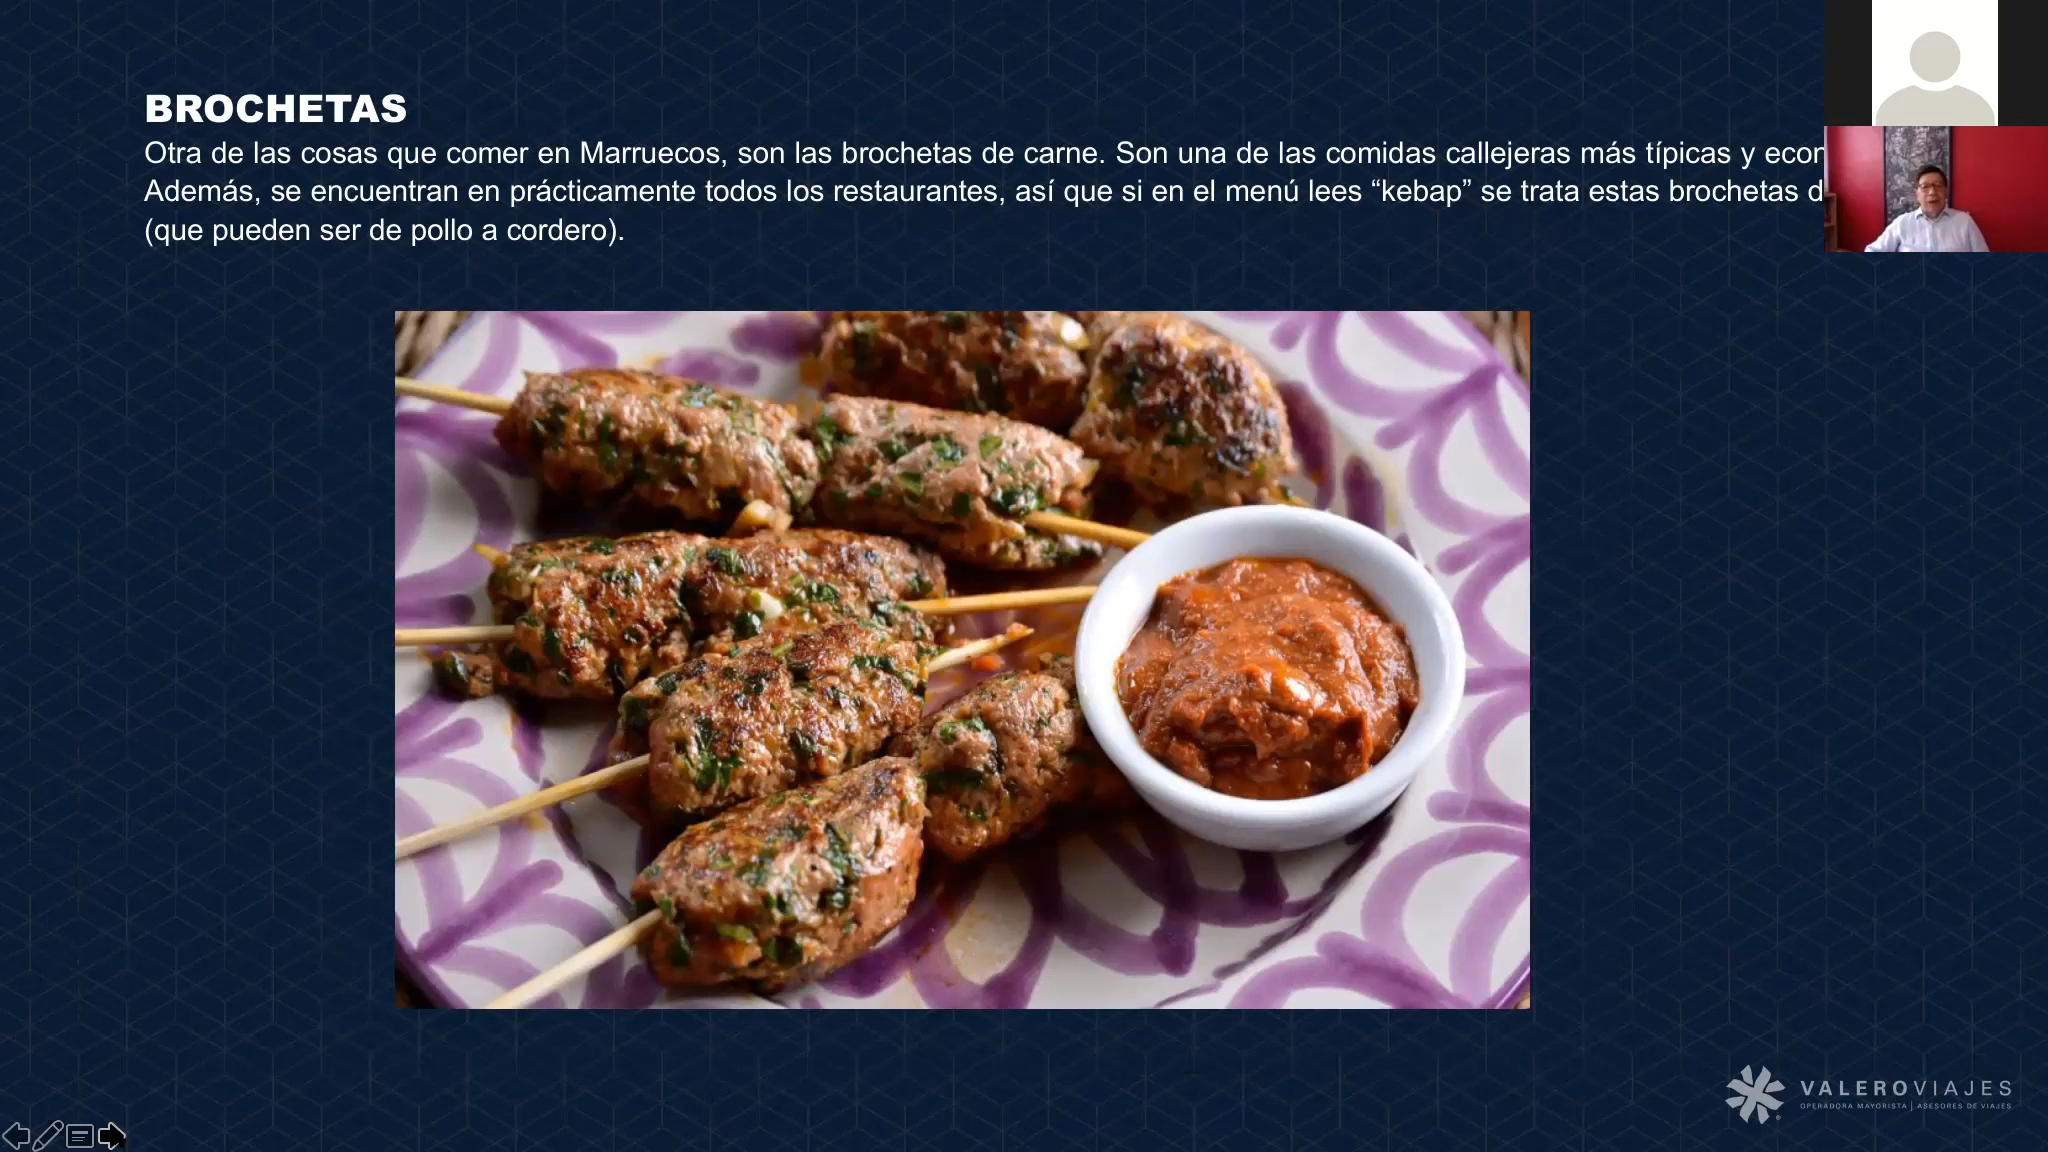 BROCHETAS
Otra de las cosas que comer en Marruecos, son las brochetas de carne. Son una de las comidas callejeras más típicas y
Además, se encuentran en prácticamente todos los restaurantes, así que si en el menú lees “kebap” se trata estas brochetas
(que pueden ser de pollo a cordero).
VALEROVIAJES
OPERADORA MAYORISTA | ASESORES DE VIAJES